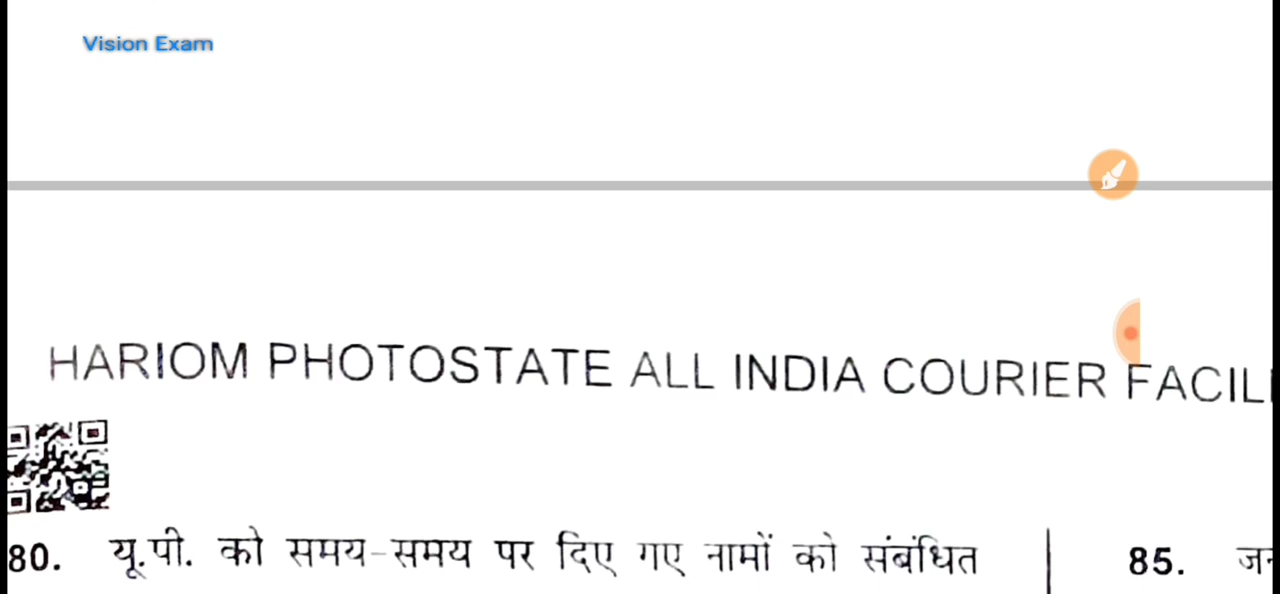 Vision Exam
HARIOM PHOTOSTATE ALL INDIA COURIER
80. यू.पी. को समय-समय पर दिए गए नामों को संबंधित
85.